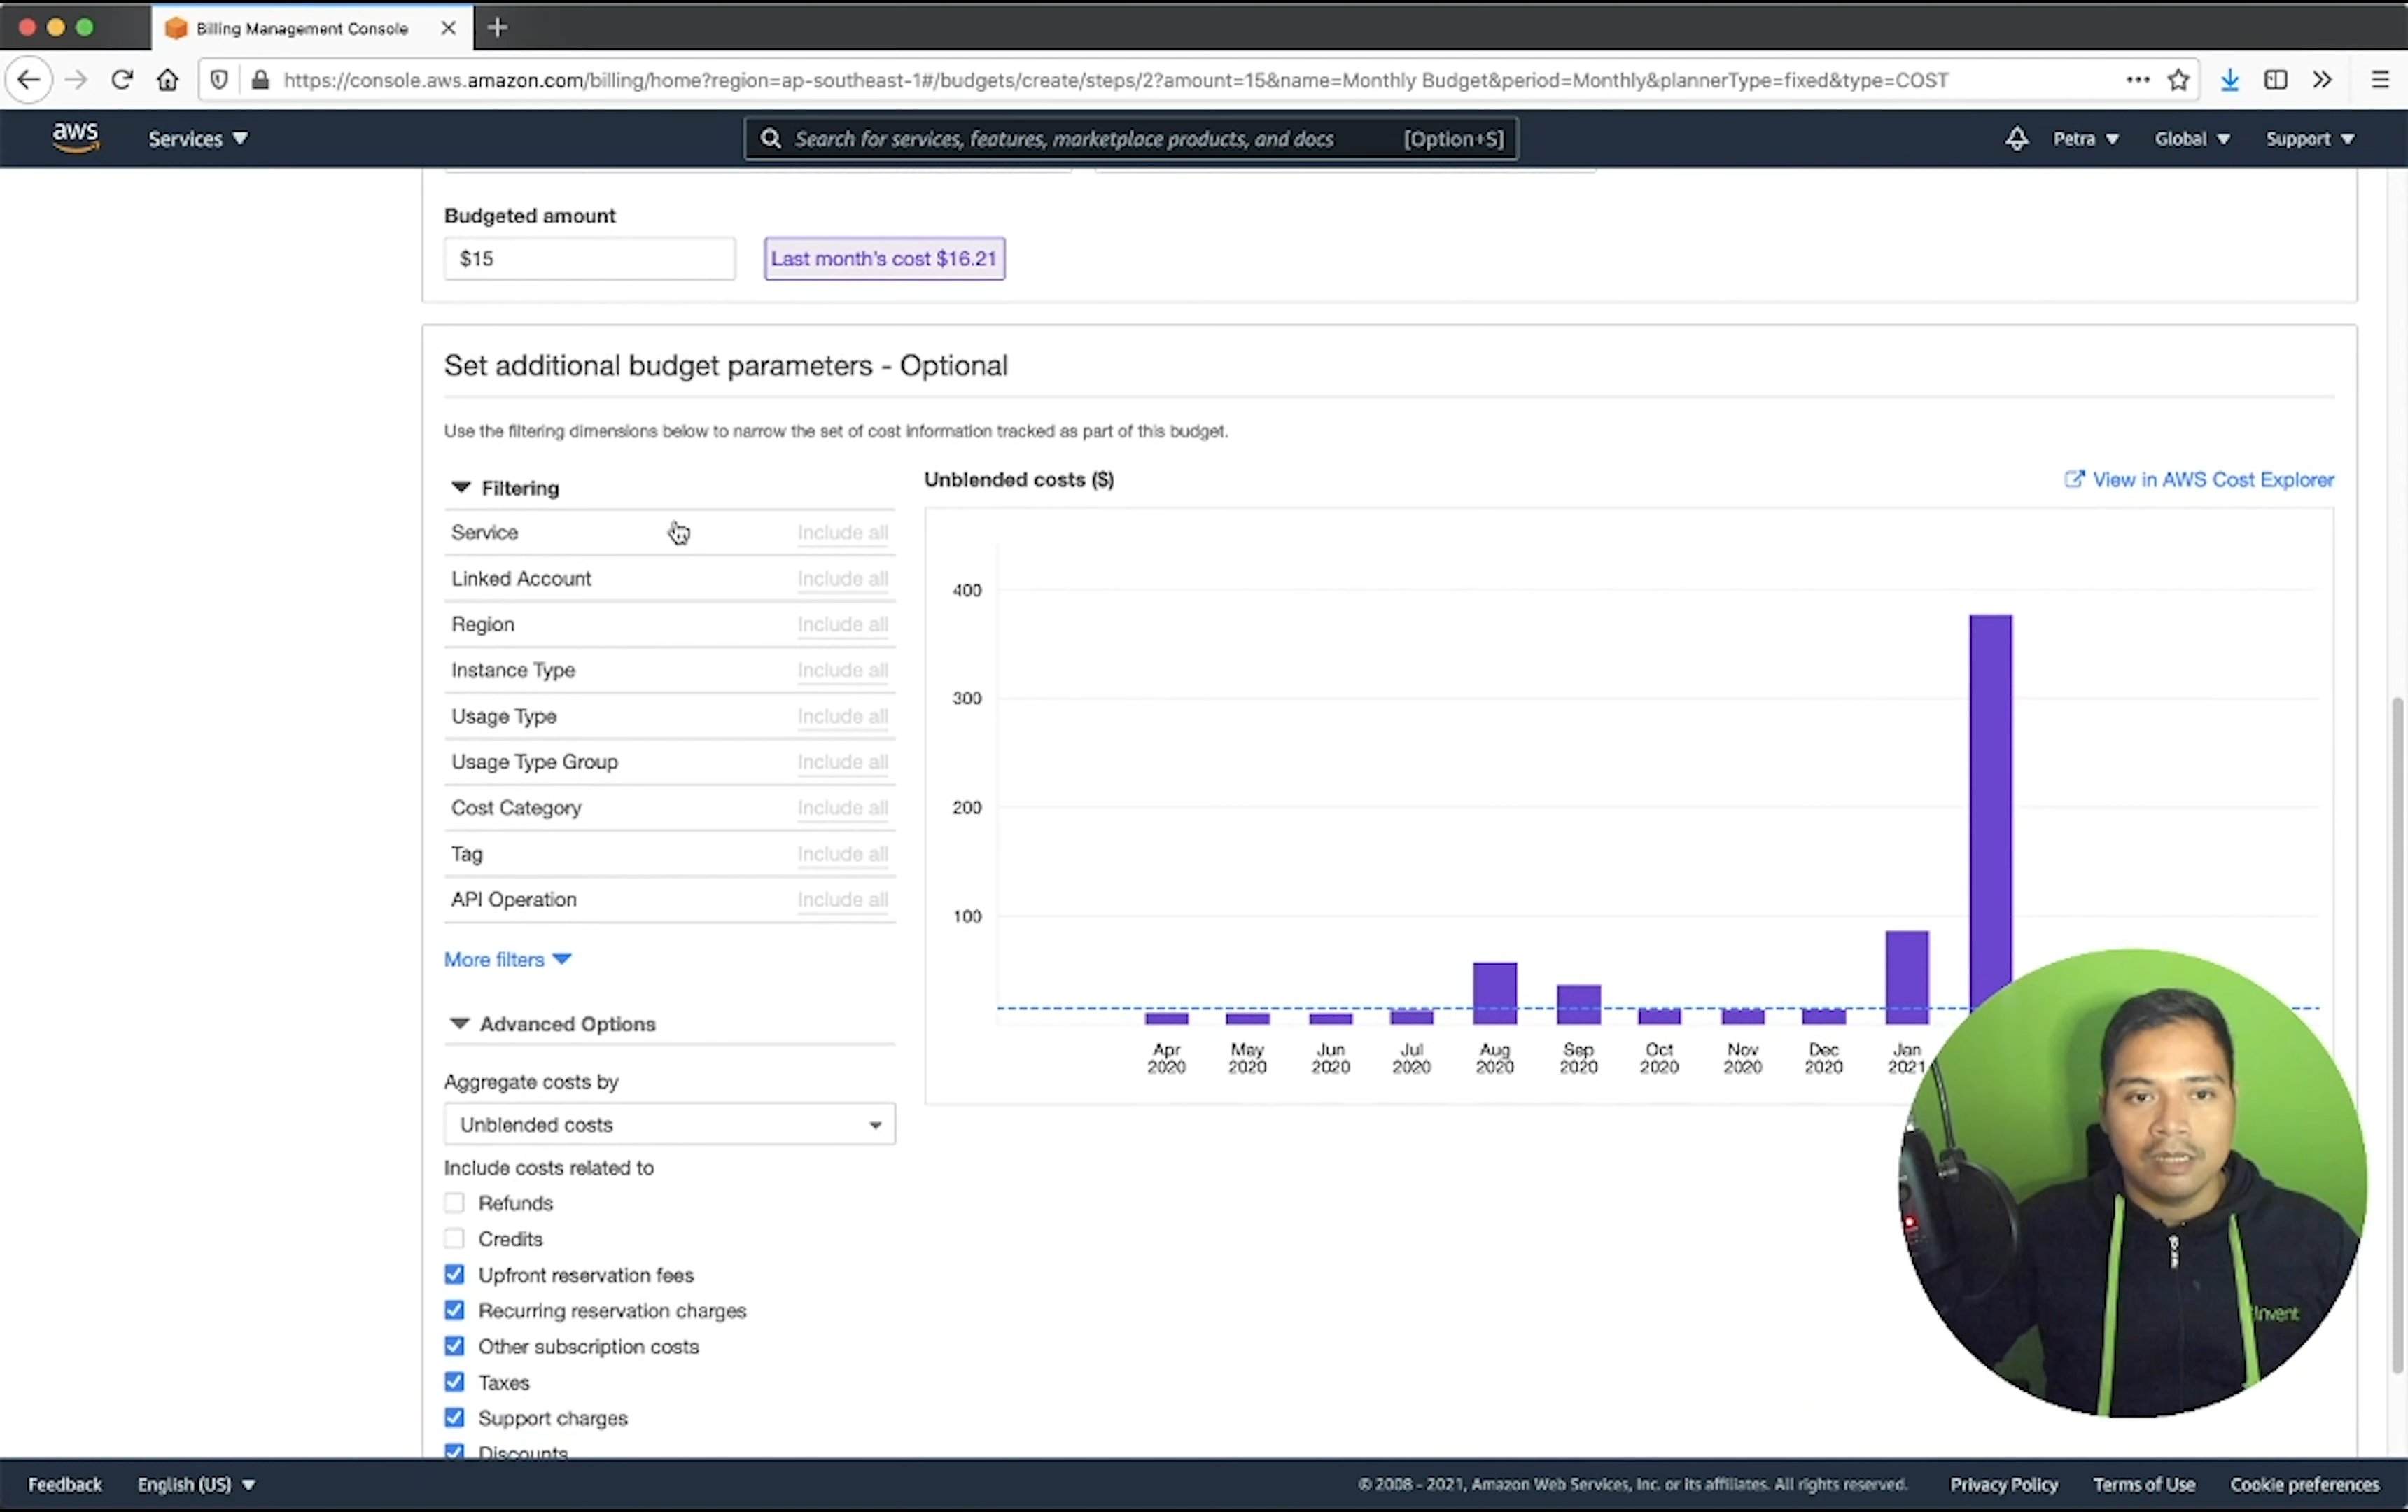 Billing Management Console
https://console.aws.amazon.com/billing/home?region=ap-southeast-1#/budgets/create/steps/2?amount=15&name=Monthly Budget&period=Monthly&plannerType=fixed&type=COST
aws Services Search for services, features, marketplace products, and docs [Option+S] Petra Global Support
Budgeted amount
$15 Last month's cost $16.21
Set additional budget parameters - Optional
Use the filtering dimensions below to narrow the set of cost information tracked as part of this budget.
Filtering
Service Include all
Linked Account Include all
Region Include all
Instance Type Include all
Usage Type Include all
Usage Type Group Include all
Cost Category Include all
Tag Include all
API Operation Include all
More filters
Advanced Options
Aggregate costs by
Unblended costs
Include costs related to
Refunds
Credits
Upfront reservation fees
Recurring reservation charges
Other subscription costs
Taxes
Support charges
Discounts
Unblended costs ($) View in AWS Cost Explorer
400
300
200
100
Apr May Jun Jul Aug Sep Oct Nov Dec Jan
2020 2020 2020 2020 2020 2020 2020 2020 2020 2021
Invent
Feedback English (US) © 2008 - 2021, Amazon Web Services, Inc. or its affiliates. All rights reserved. Privacy Policy Terms of Use Cookie preferences